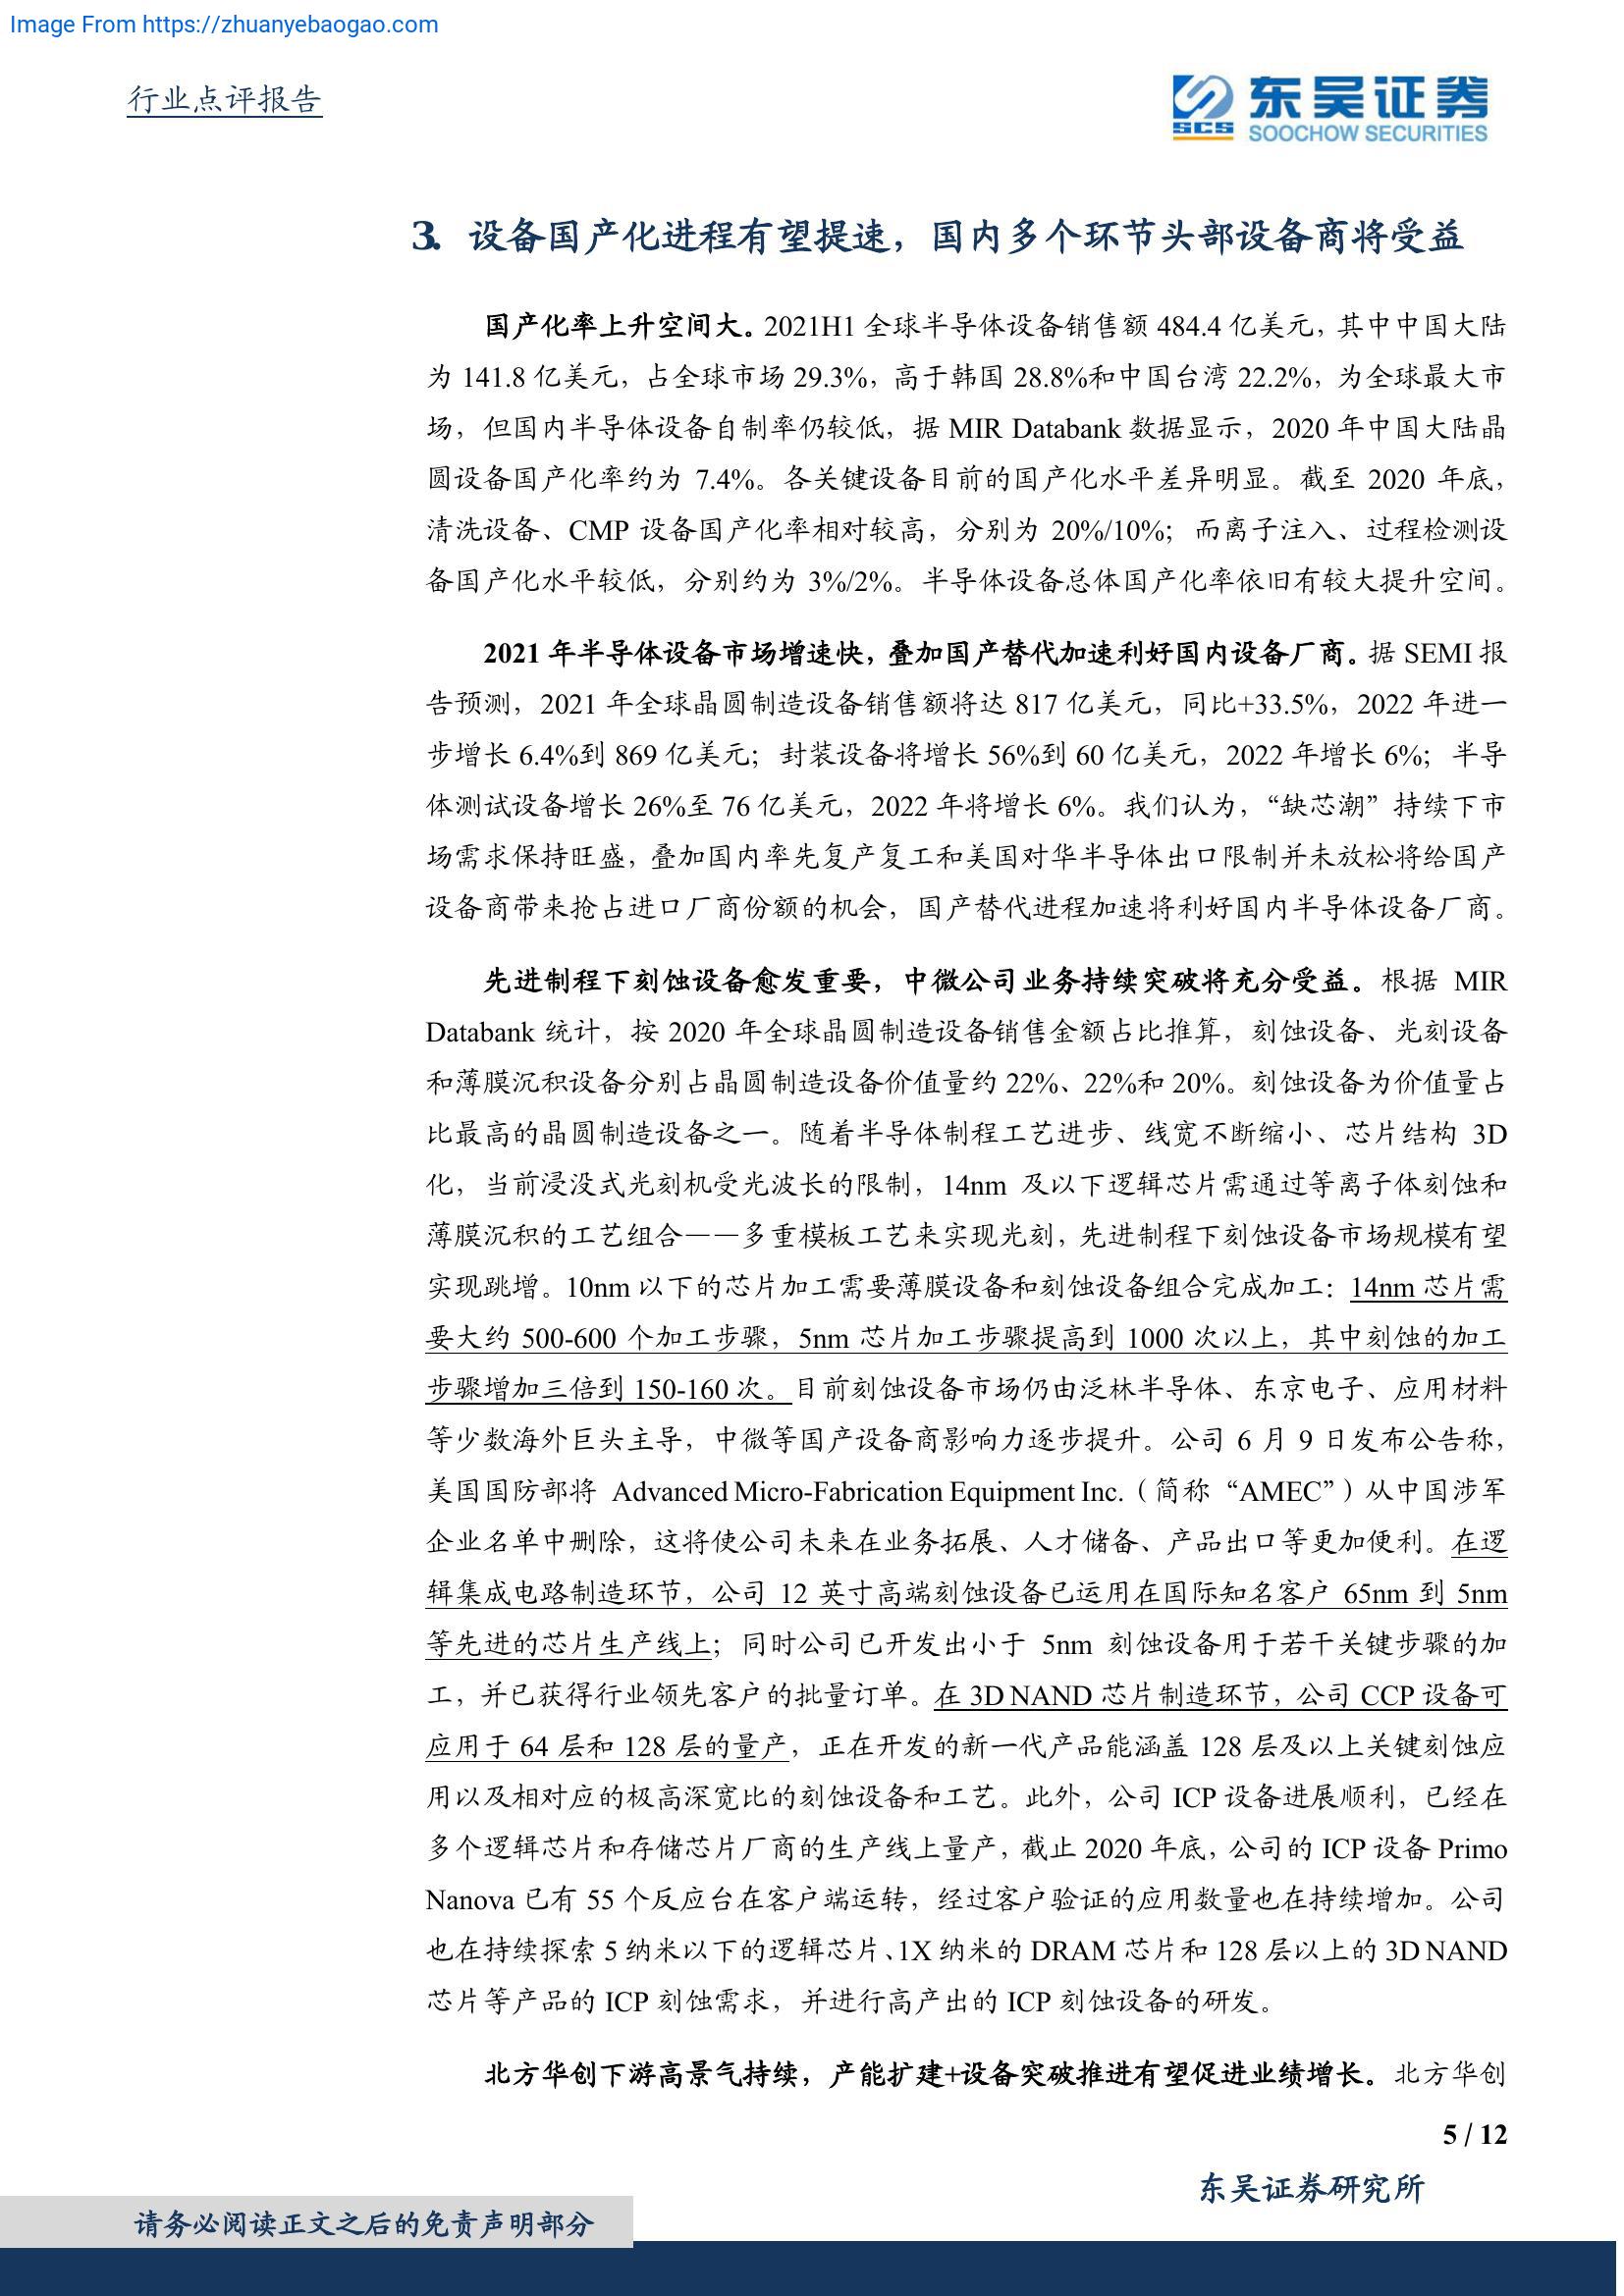 Image From https://zhuanyebaogao.com
行业点评报告
SCS
东吴证券
SOOCHOW SECURITIES
3. 设备国产化进程有望提速，国内多个环节头部设备商将受益
国产化率上升空间大。2021H1 全球半导体设备销售额 484.4 亿美元，其中中国大陆
为 141.8 亿美元，占全球市场 29.3%，高于韩国 28.8%和中国台湾 22.2%，为全球最大市
场，但国内半导体设备自制率仍较低，据 MIR Databank 数据显示，2020 年中国大陆晶
圆设备国产化率约为 7.4%。各关键设备目前的国产化水平差异明显。截至 2020 年底，
清洗设备、CMP 设备国产化率相对较高，分别为 20%/10%；而离子注入、过程检测设
备国产化水平较低，分别约为 3%/2%。半导体设备总体国产化率依旧有较大提升空间。
2021 年半导体设备市场增速快，叠加国产替代加速利好国内设备厂商。据 SEMI 报
告预测，2021 年全球晶圆制造设备销售额将达 817 亿美元，同比+33.5%，2022 年进一
步增长 6.4%到 869 亿美元；封装设备将增长 56%到 60 亿美元，2022 年增长 6%；半导
体测试设备增长 26%至 76 亿美元，2022 年将增长 6%。我们认为，“缺芯潮”持续下市
场需求保持旺盛，叠加国内率先复产复工和美国对华半导体出口限制并未放松将给国产
设备商带来抢占进口厂商份额的机会，国产替代进程加速将利好国内半导体设备厂商。
先进制程下刻蚀设备愈发重要，中微公司业务持续突破将充分受益。根据 MIR
Databank 统计，按 2020 年全球晶圆制造设备销售金额占比推算，刻蚀设备、光刻设备
和薄膜沉积设备分别占晶圆制造设备价值量约 22%、22%和 20%。刻蚀设备为价值量占
比最高的晶圆制造设备之一。随着半导体制程工艺进步、线宽不断缩小、芯片结构 3D
化，当前浸没式光刻机受光波长的限制，14nm 及以下逻辑芯片需通过等离子体刻蚀和
薄膜沉积的工艺组合——多重模板工艺来实现光刻，先进制程下刻蚀设备市场规模有望
实现跳增。10nm 以下的芯片加工需要薄膜设备和刻蚀设备组合完成加工：14nm 芯片需
要大约 500-600 个加工步骤，5nm 芯片加工步骤提高到 1000 次以上，其中刻蚀的加工
步骤增加三倍到 150-160 次。目前刻蚀设备市场仍由泛林半导体、东京电子、应用材料
等少数海外巨头主导，中微等国产设备商影响力逐步提升。公司 6 月 9 日发布公告称，
美国国防部将 Advanced Micro-Fabrication Equipment Inc.（简称“AMEC”）从中国涉军
企业名单中删除，这将使公司未来在业务拓展、人才储备、产品出口等更加便利。在逻
辑集成电路制造环节，公司 12 英寸高端刻蚀设备已运用在国际知名客户 65nm 到 5nm
等先进的芯片生产线上；同时公司已开发出小于 5nm 刻蚀设备用于若干关键步骤的加
工，并已获得行业领先客户的批量订单。在 3D NAND 芯片制造环节，公司 CCP 设备可
应用于 64 层和 128 层的量产，正在开发的新一代产品能涵盖 128 层及以上关键刻蚀应
用以及相对应的极高深宽比的刻蚀设备和工艺。此外，公司 ICP 设备进展顺利，已经在
多个逻辑芯片和存储芯片厂商的生产线上量产，截止 2020 年底，公司的 ICP 设备 Primo
Nanova 已有 55 个反应台在客户端运转，经过客户验证的应用数量也在持续增加。公司
也在持续探索 5 纳米以下的逻辑芯片、1X 纳米的 DRAM 芯片和 128 层以上的 3D NAND
芯片等产品的 ICP 刻蚀需求，并进行高产出的 ICP 刻蚀设备的研发。
北方华创下游高景气持续，产能扩建+设备突破推进有望促进业绩增长。北方华创
5 / 12
东吴证券研究所
请务必阅读正文之后的免责声明部分